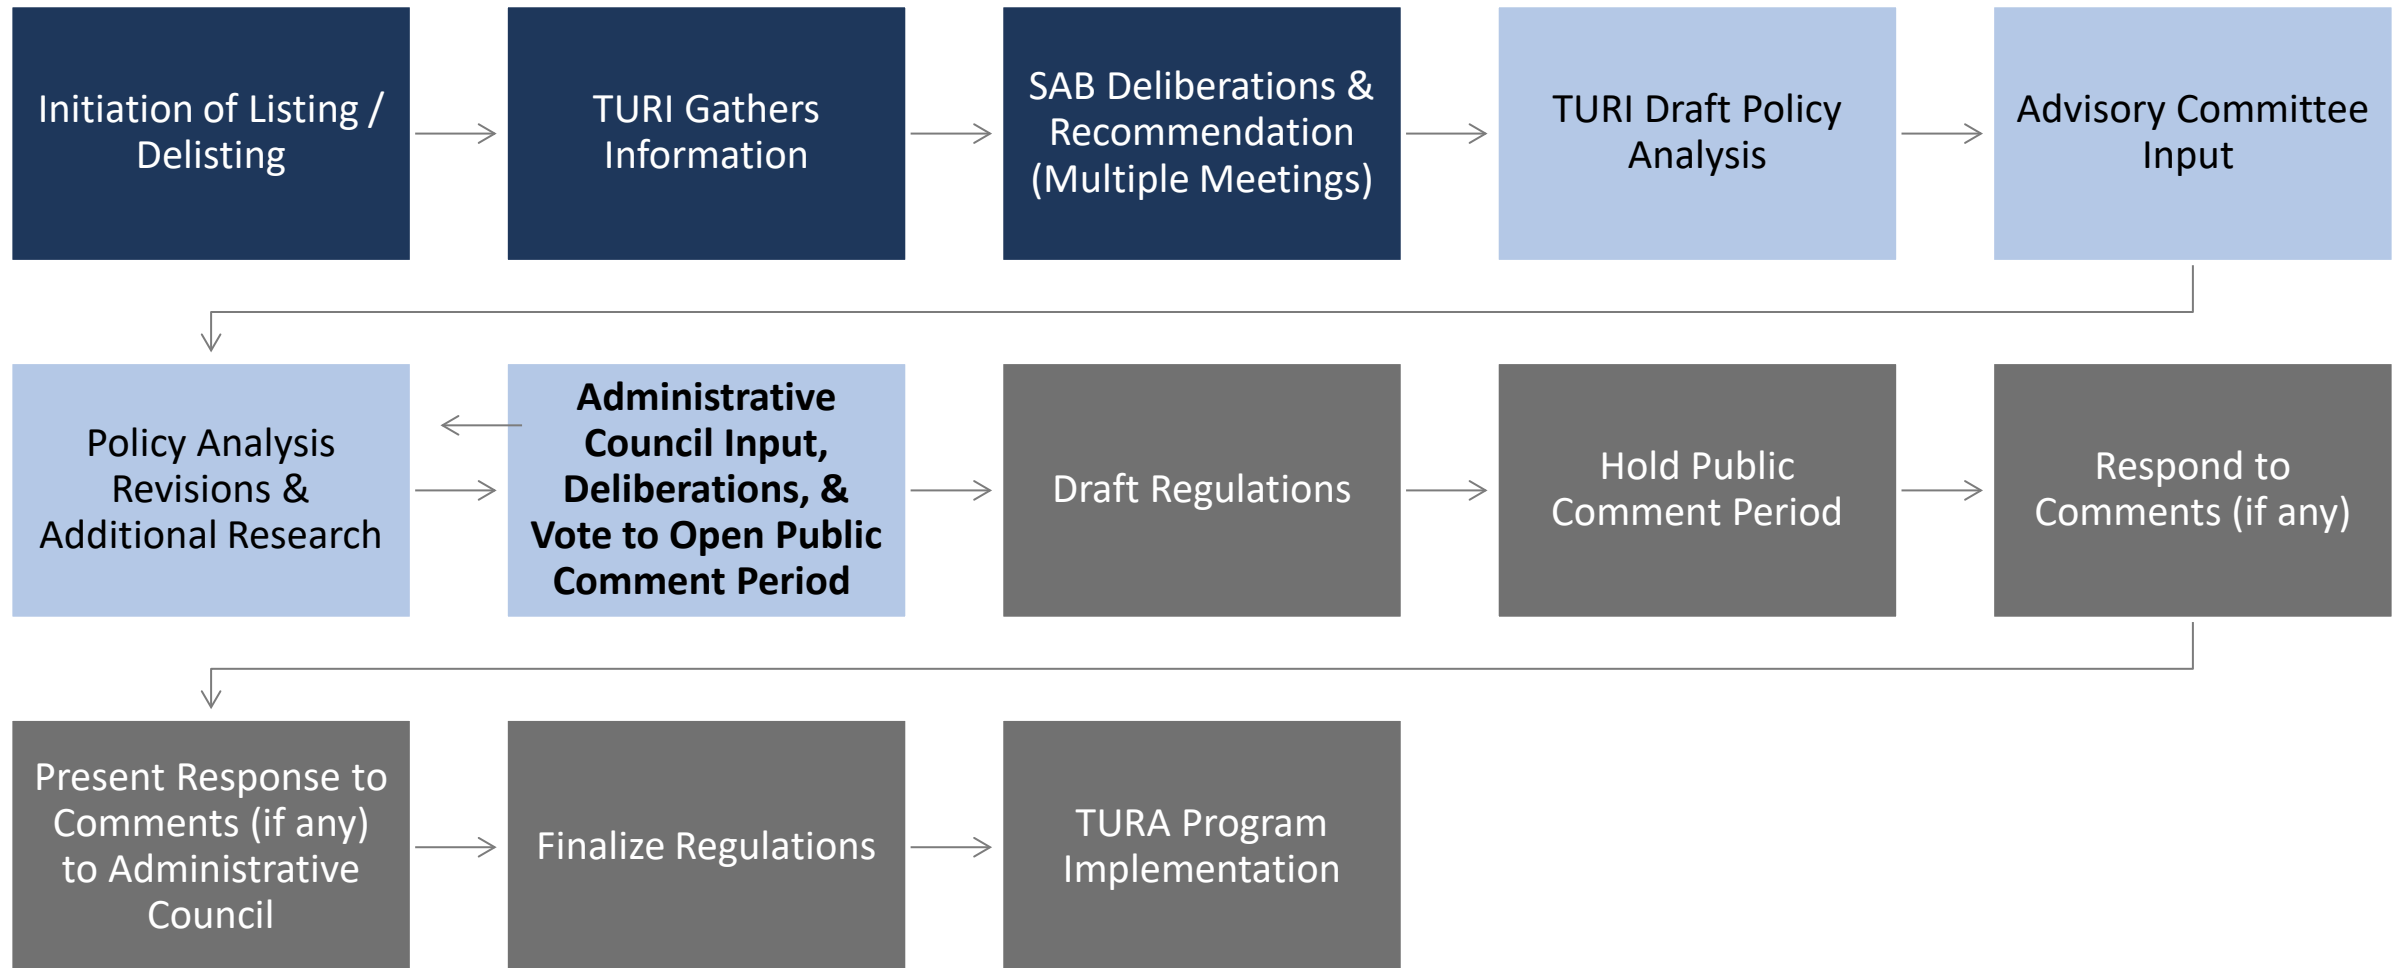 Initiation of Listing /
Delisting
TURI Gathers
Information
SAB Deliberations &
Recommendation
(Multiple Meetings)
TURI Draft Policy
Analysis
Advisory Committee
Input
Policy Analysis
Revisions &
Additional Research
Administrative
Council Input,
Deliberations, &
Vote to Open Public
Comment Period
Draft Regulations
Hold Public
Comment Period
Respond to
Comments (if any)
Present Response to
Comments (if any)
to Administrative
Council
Finalize Regulations
TURA Program
Implementation